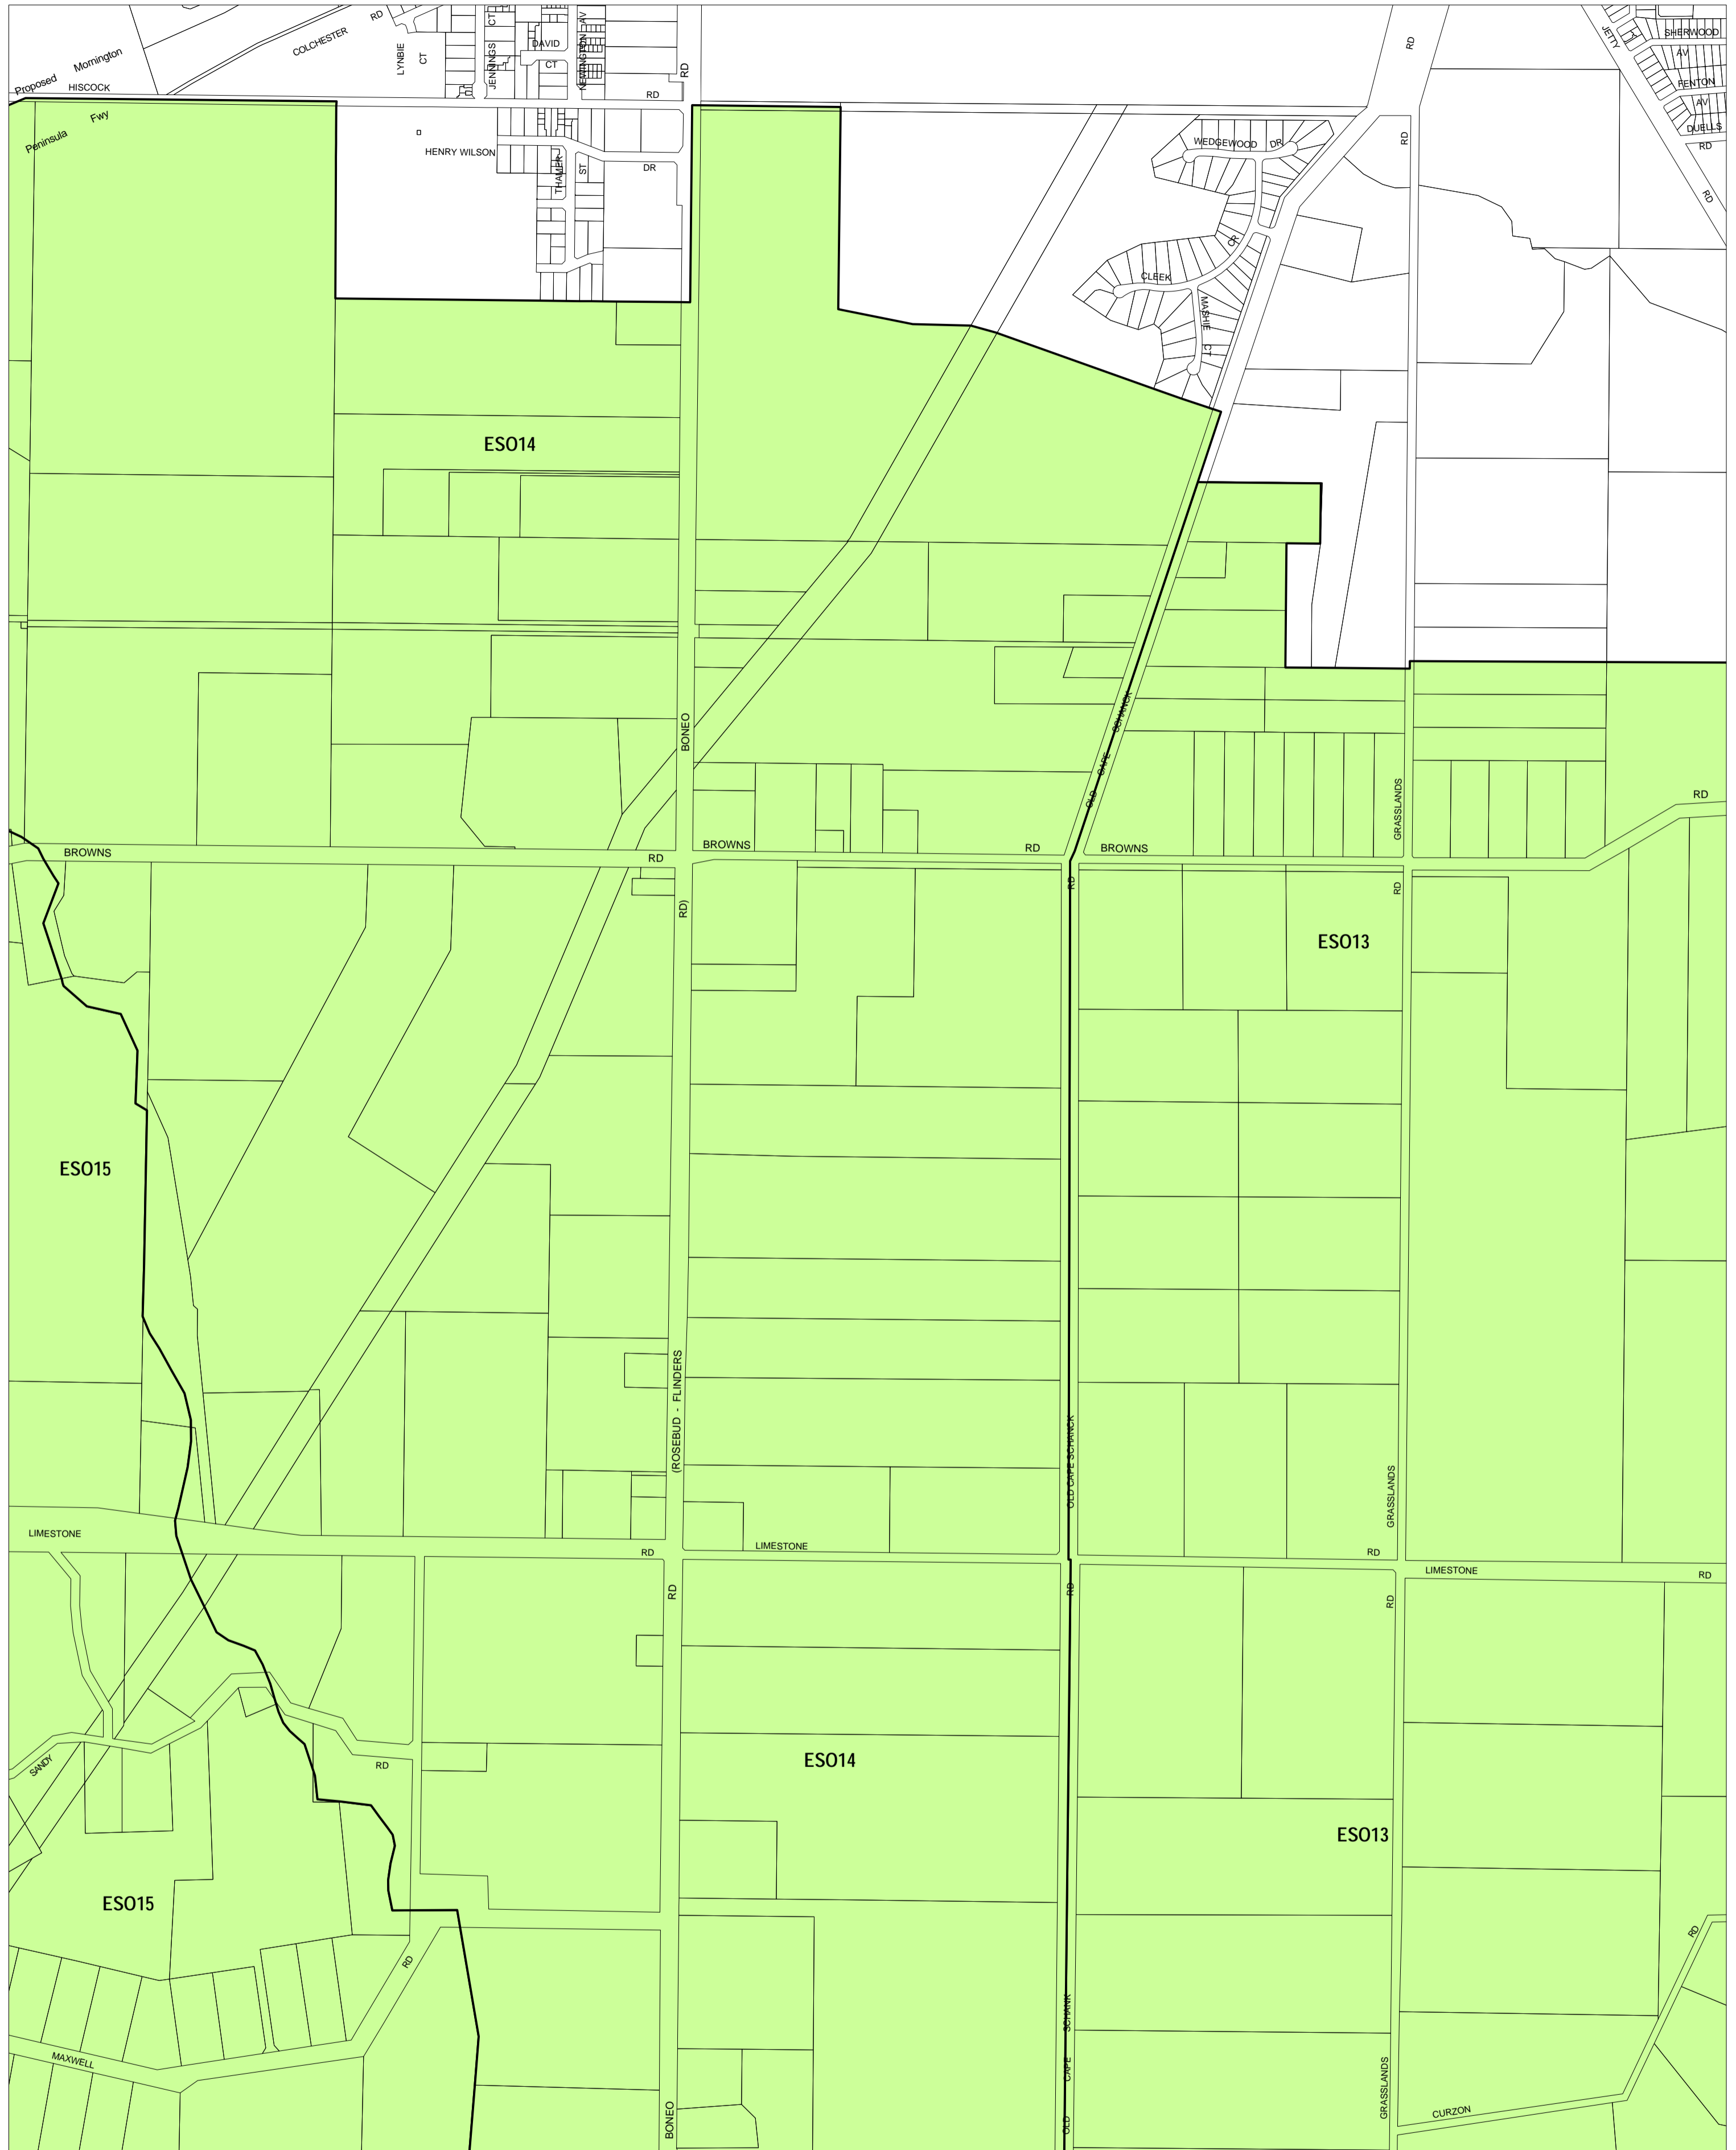 COLCHESTER RD
LYNBIE CT
JENNINGS CT
DAVID CT
NEWINGTON AV
RD
RD
JETTY
RD
SHERWOOD AV
FENTON AV
DUELLS RD
Proposed Mornington
Peninsula Fwy
HISCOCK
RD
HENRY WILSON
DR
THAMER
ST
WEDGEWOOD DR
RD
CLEEK
CR
MASHIE CT
ESO14
BONEO
OLD CAPE SCHANCK
GRASSLANDS
RD
BROWNS
RD
BROWNS
RD
BROWNS
RD
RD
RD)
ESO13
ESO15
(ROSEBUD - FLINDERS
OLD CAPE SCHANCK
GRASSLANDS
LIMESTONE
RD
LIMESTONE
RD
LIMESTONE
RD
RD
RD
RD
SANDY
RD
ESO14
ESO13
ESO15
RD
RD
MAXWELL
BONEO
OLD CAPE SCHANK
GRASSLANDS
CURZON